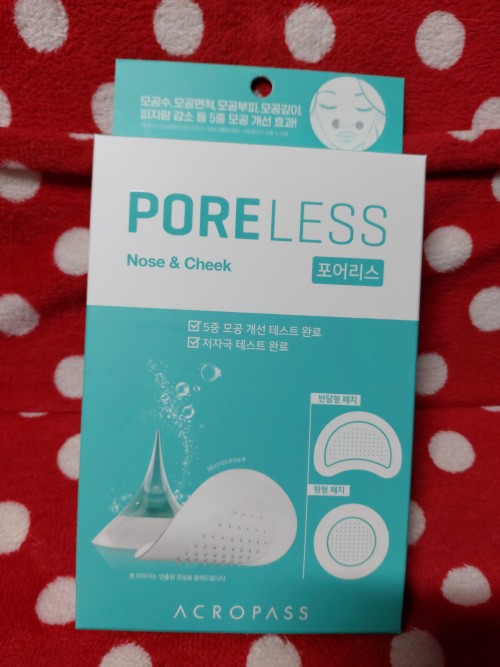 모공수, 모공면적, 모공부피, 모공깊이,
피지량 감소 등 5중 모공 개선 효과!
PORELESS
Nose & Cheek
포어리스
5중 모공 개선 테스트 완료
저자극 테스트 완료
반달형 패치
Microcone®
원형 패치
ACROPASS